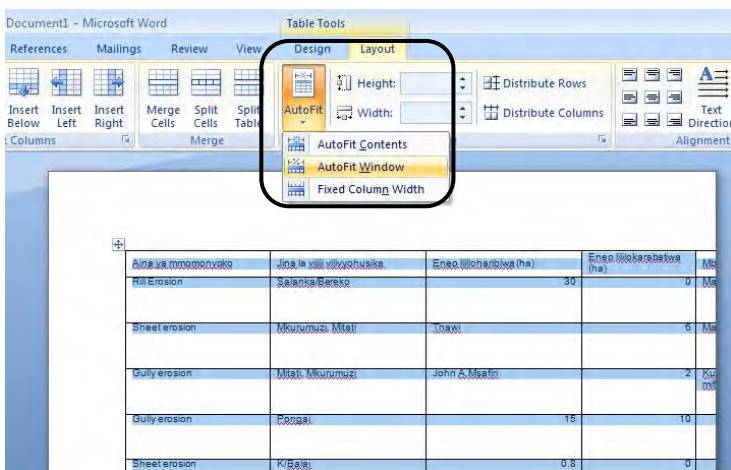 Document1 - Microsoft Word Table Tools
References Mailings Review View Design Layout
Insert Below Insert Left Insert Right Merge Cells Split Cells Split Table AutoFit Height: Width: Distribute Rows Distribute Columns Text Direction
Columns Merge Alignment
AutoFit Contents
AutoFit Window
Fixed Column Width
Aina ya mmomonyoko Jina la vijiji vilivyohusika Eneo lililoharibiwa (ha) Eneo lililokarabatiwa (ha)
Rill Erosion Salanka/Bereko 30 0 Ma
Sheet erosion Mkurumuzi, Mitati Thawi 6 Ma
Gully erosion Mitati, Mkurumuzi John A.Msafiri 2 Ku
Gully erosion Pongai 15 10
Sheet erosion K/Balai 0.8 0